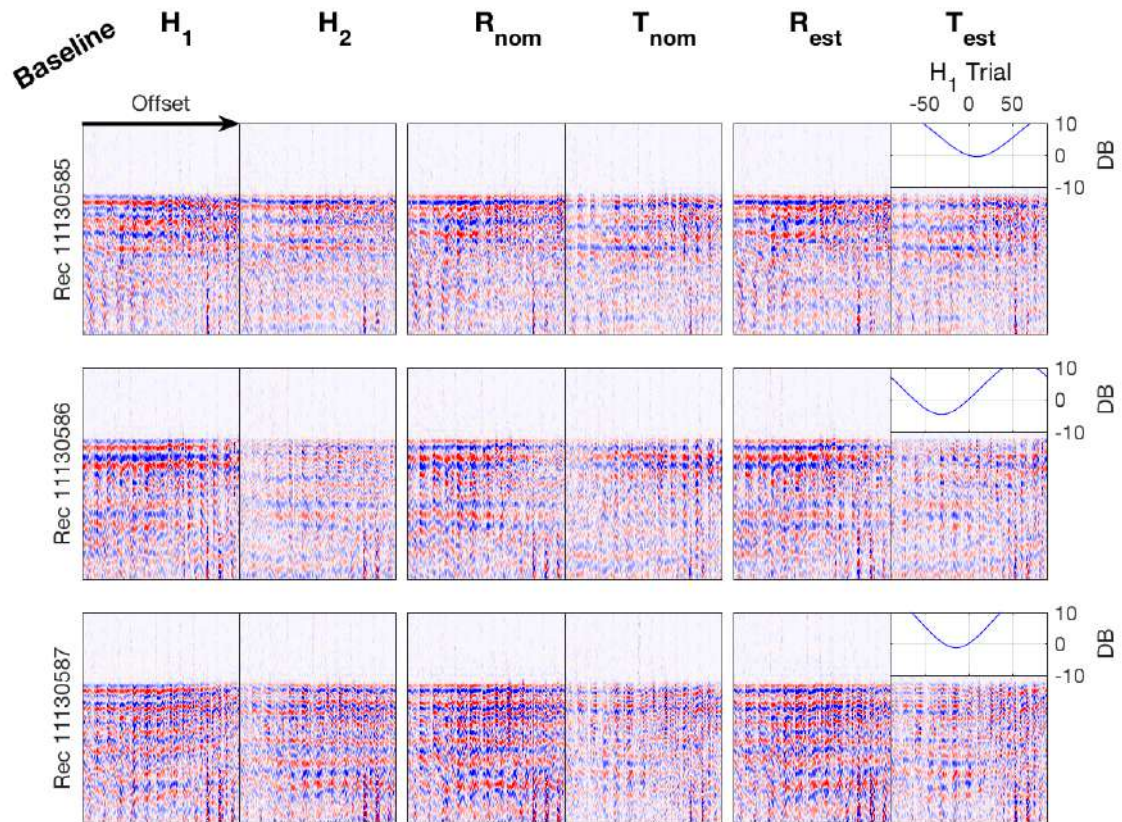 Baseline
H1 H2 Rnom Tnom Rest Test
H1 Trial
Offset
-50 0 50
Rec 11130585
10
0
-10
DB
Rec 11130586
10
0
-10
DB
Rec 11130587
10
0
-10
DB